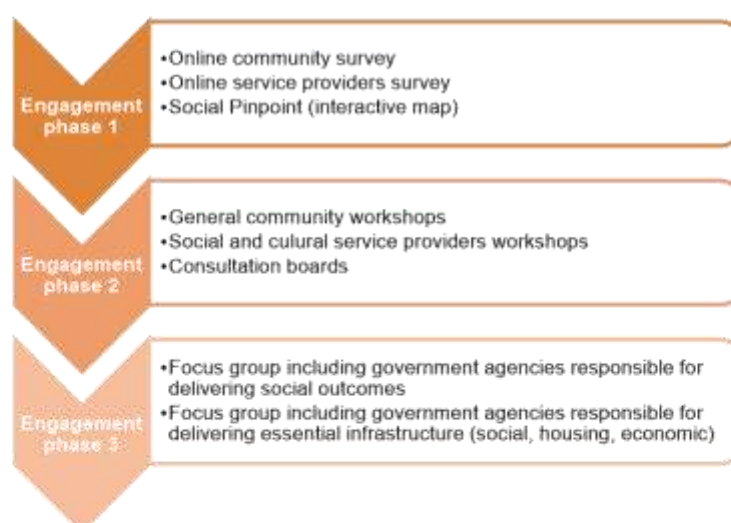 Engagement
phase 1
•Online community survey
•Online service providers survey
•Social Pinpoint (interactive map)
Engagement
phase 2
•General community workshops
•Social and culural service providers workshops
•Consultation boards
Engagement
phase 3
•Focus group including government agencies responsible for
delivering social outcomes
•Focus group including government agencies responsible for
delivering essential infrastructure (social, housing, economic)